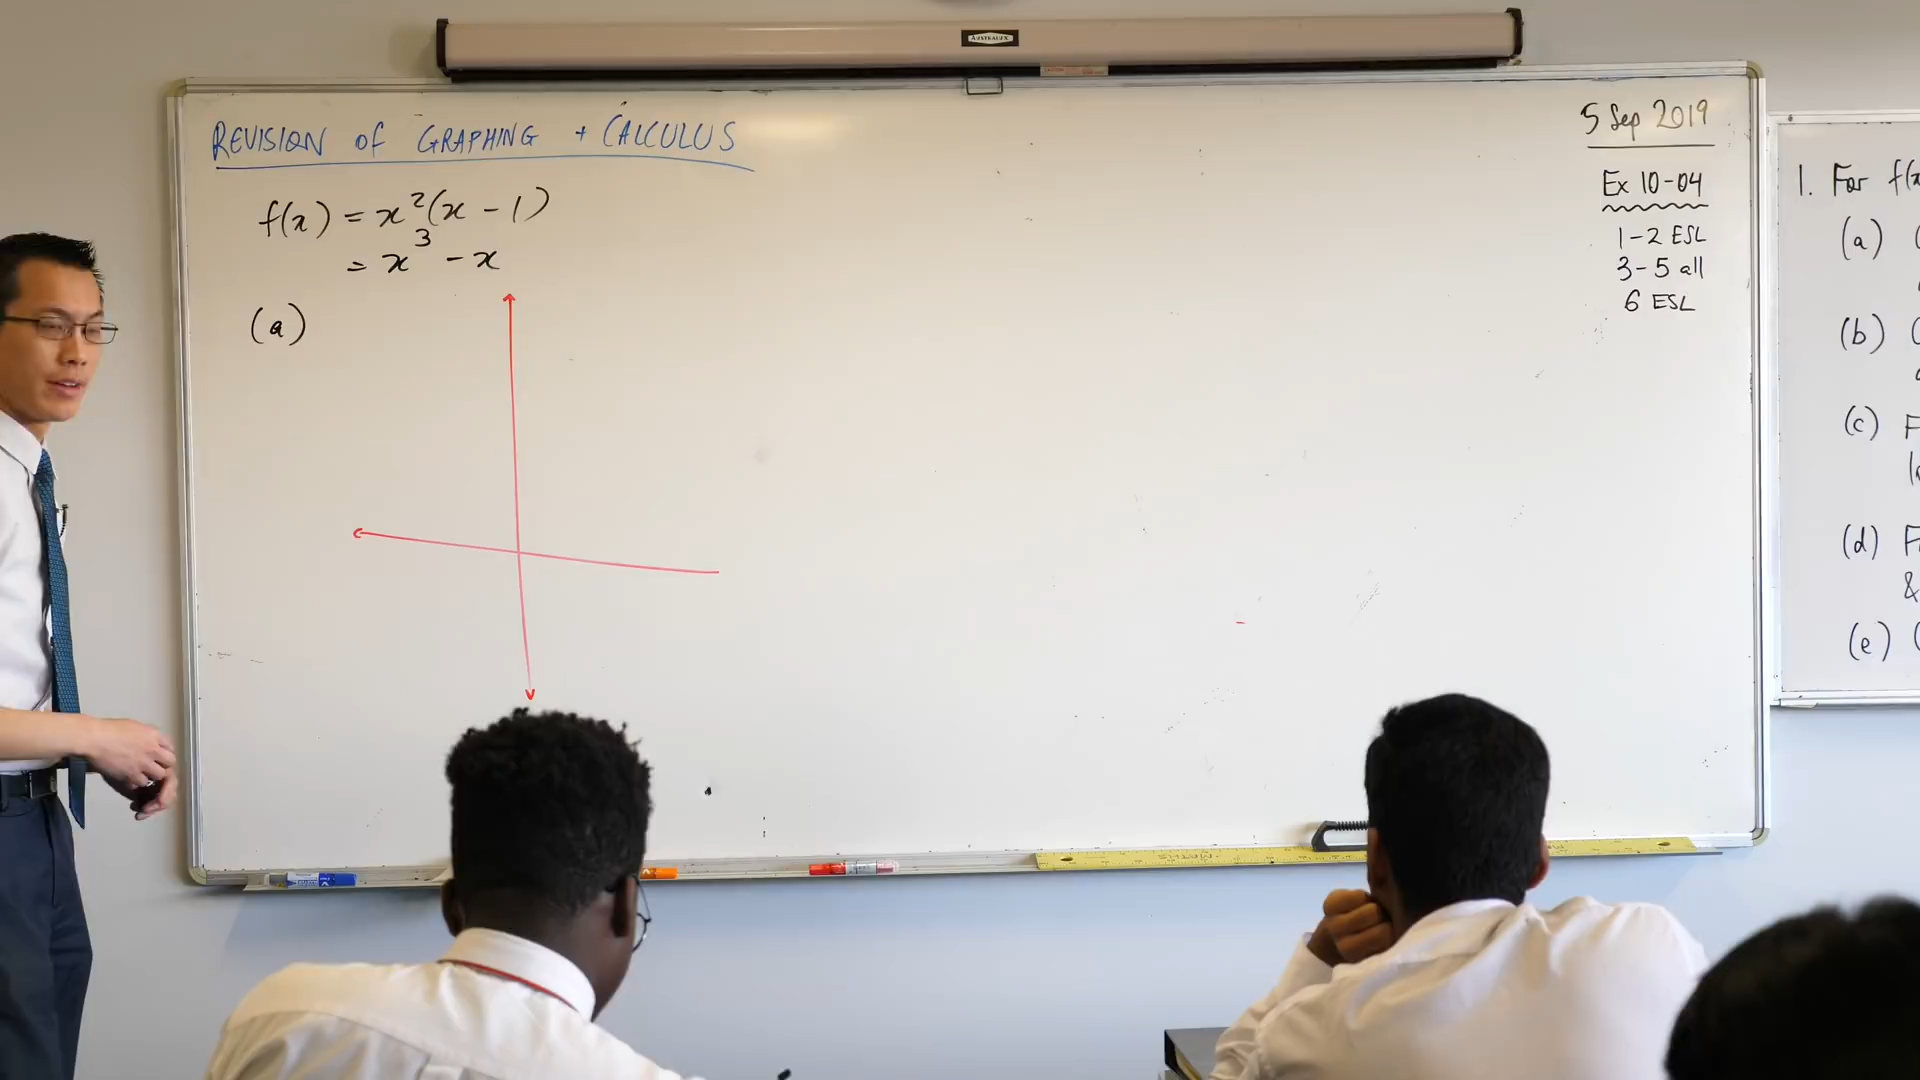 REVISION OF GRAPHING + CALCULUS
f(x) = x²(x - 1)
= x³ - x
(a)
5 Sep 2019
Ex 10-04
1-2 ESL
3-5 all
6 ESL
1. For f(x
(a)
(b)
(c) F
(d) F
&
(e)